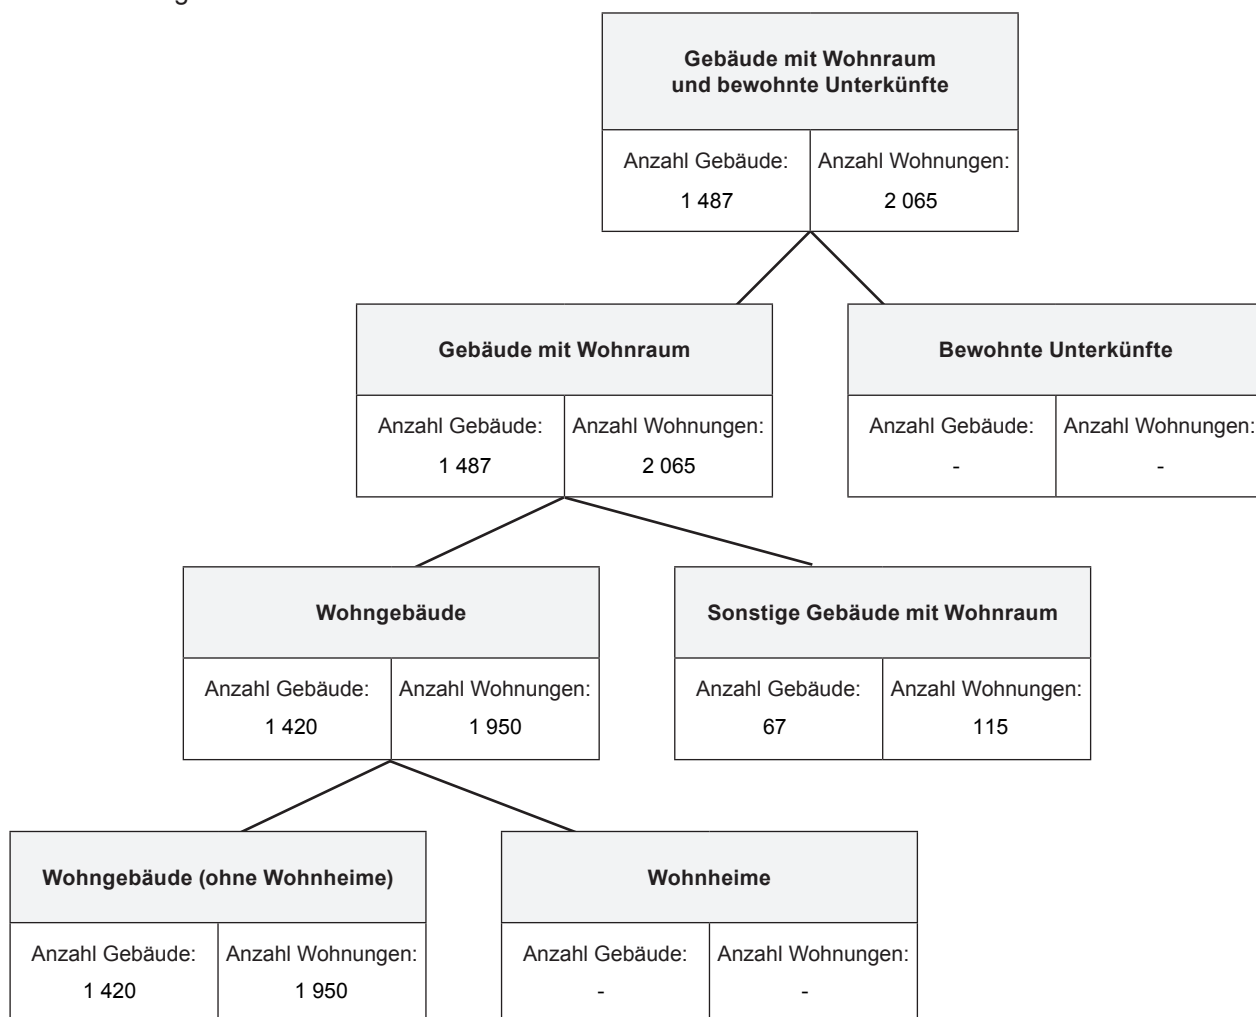 Gebäude mit Wohnraum
und bewohnte Unterkünfte
Anzahl Gebäude:
1 487
Anzahl Wohnungen:
2 065
Gebäude mit Wohnraum
Anzahl Gebäude:
1 487
Anzahl Wohnungen:
2 065
Bewohnte Unterkünfte
Anzahl Gebäude:
-
Anzahl Wohnungen:
-
Wohngebäude
Anzahl Gebäude:
1 420
Anzahl Wohnungen:
1 950
Sonstige Gebäude mit Wohnraum
Anzahl Gebäude:
67
Anzahl Wohnungen:
115
Wohngebäude (ohne Wohnheime)
Anzahl Gebäude:
1 420
Anzahl Wohnungen:
1 950
Wohnheime
Anzahl Gebäude:
-
Anzahl Wohnungen:
-